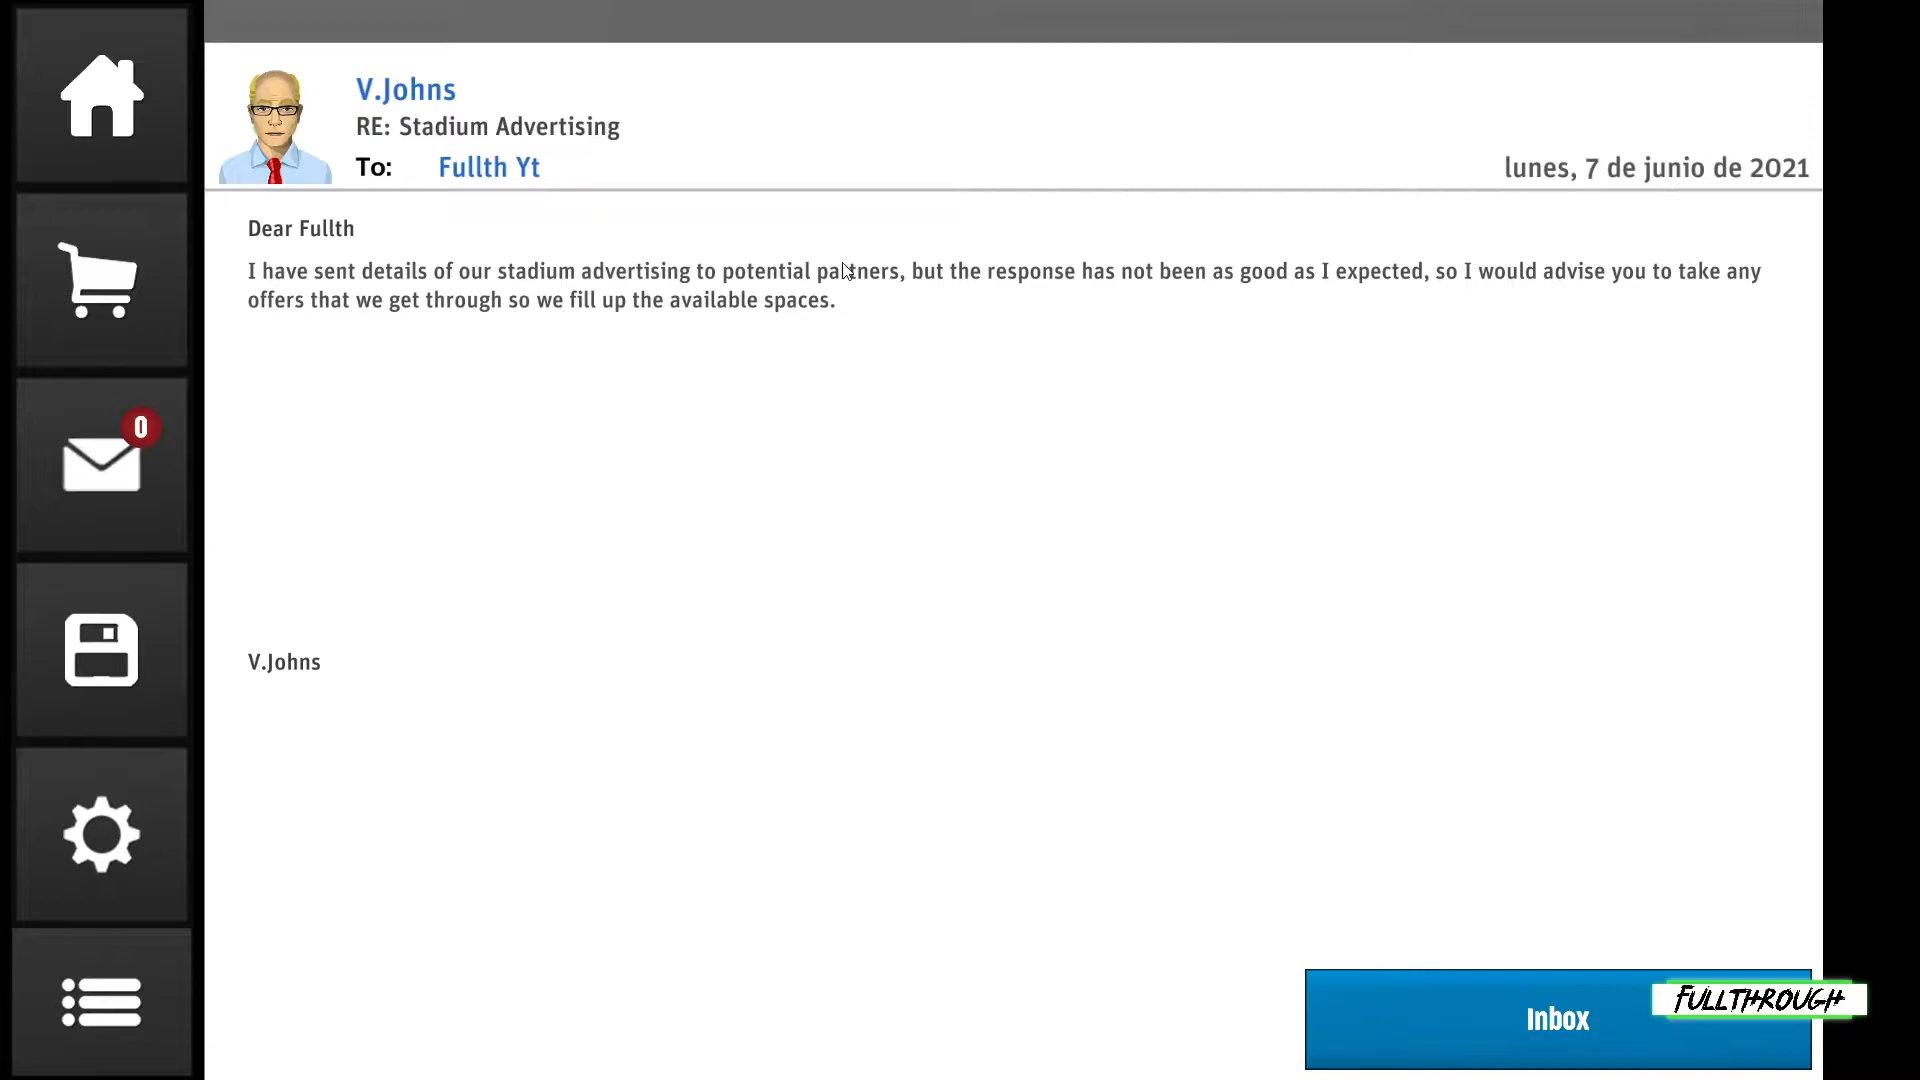 V.Johns
RE: Stadium Advertising
To: Fullth Yt
lunes, 7 de junio de 2021
Dear Fullth
I have sent details of our stadium advertising to potential partners, but the response has not been as good as I expected, so I would advise you to take any
offers that we get through so we fill up the available spaces.
0
V.Johns
Inbox
FULLTHROUGH